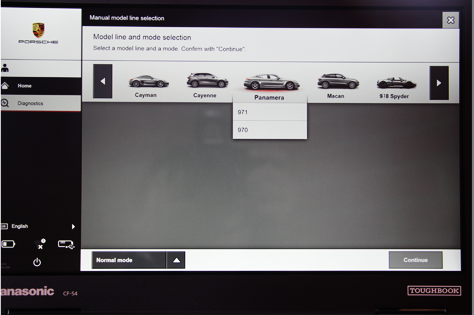 Manual model line selection
PORSCHE
Model line and mode selection
Select a model line and a mode. Confirm with "Continue".
Home
Diagnostics
Cayman
Cayenne
Panamera
Macan
918 Spyder
971
970
English
Normal mode
Continue
Panasonic CF-54
TOUGHBOOK